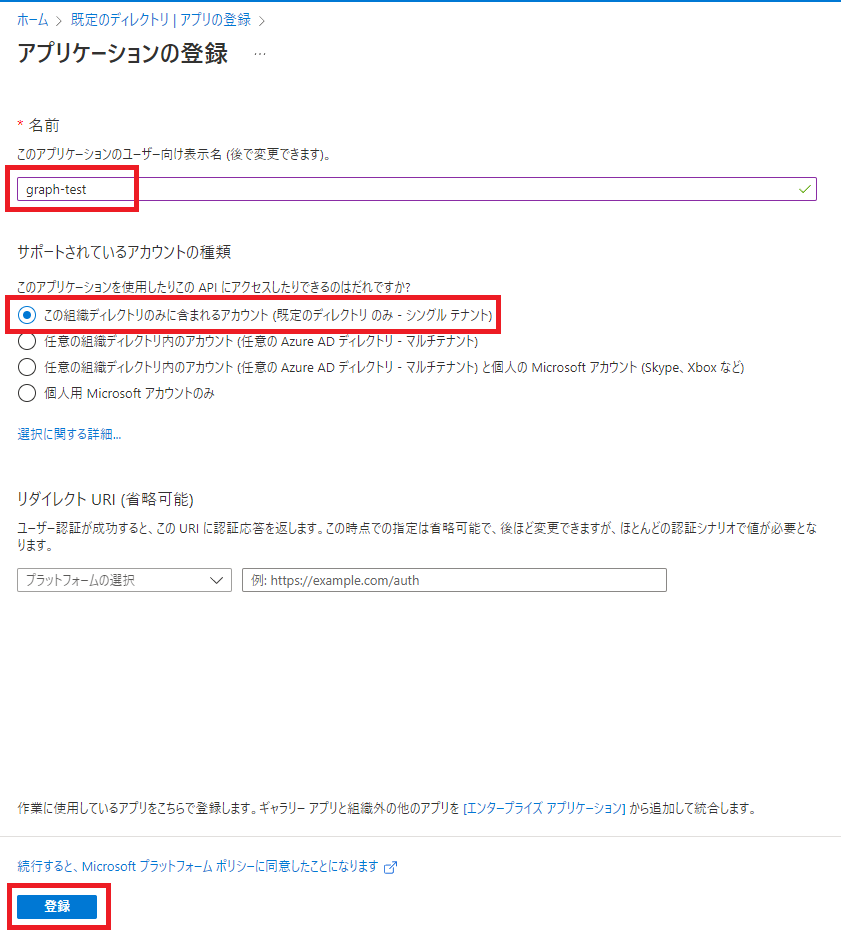 ホーム > 既定のディレクトリ | アプリの登録 >
アプリケーションの登録 …
* 名前
このアプリケーションのユーザー向け表示名 (後で変更できます)。
graph-test
サポートされているアカウントの種類
このアプリケーションを使用したりこの API にアクセスしたりできるのはだれですか?
この組織ディレクトリのみに含まれるアカウント (既定のディレクトリ のみ - シングル テナント)
任意の組織ディレクトリ内のアカウント (任意の Azure AD ディレクトリ - マルチテナント)
任意の組織ディレクトリ内のアカウント (任意の Azure AD ディレクトリ - マルチテナント) と個人の Microsoft アカウント (Skype、Xbox など)
個人用 Microsoft アカウントのみ
選択に関する詳細...
リダイレクト URI (省略可能)
ユーザー認証が成功すると、この URI に認証応答を返します。この時点での指定は省略可能で、後ほど変更できますが、ほとんどの認証シナリオで値が必要とな
ります。
プラットフォームの選択 例: https://example.com/auth
作業に使用しているアプリをこちらで登録します。ギャラリー アプリと組織外の他のアプリを [エンタープライズ アプリケーション] から追加して統合します。
続行すると、Microsoft プラットフォーム ポリシーに同意したことになります
登録